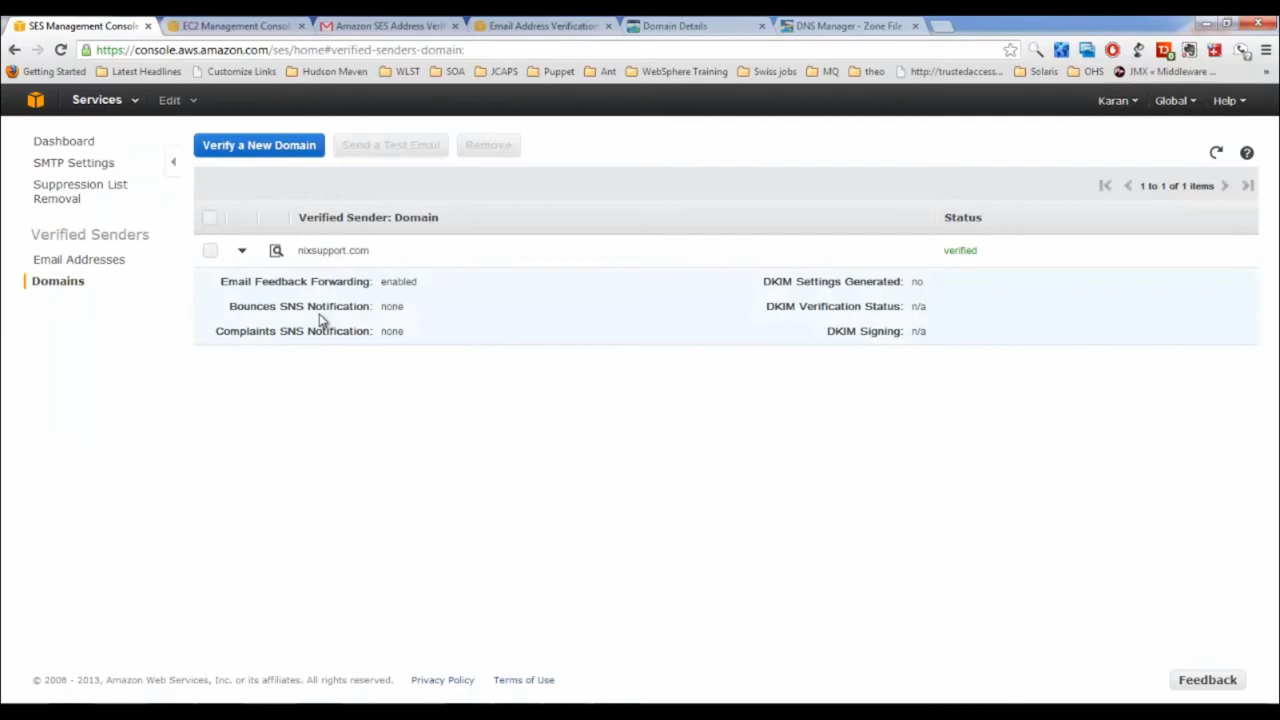 SES Management Console
EC2 Management Consol
Amazon SES Address Verif
Email Address Verification
Domain Details
DNS Manager - Zone File
https://console.aws.amazon.com/ses/home#verified-senders-domain:
Getting Started
Latest Headlines
Customize Links
Hudson Maven
WLST
SOA
JCAPS
Puppet
Ant
WebSphere Training
Swiss jobs
MQ
theo
http://trustedaccess...
Solaris
OHS
JMX « Middleware ...
»
Services
Edit
Karan
Global
Help
Dashboard
SMTP Settings
Suppression List
Removal
Verified Senders
Email Addresses
Domains
Verify a New Domain
Send a Test Email
Remove
1 to 1 of 1 items
Verified Sender: Domain
Status
nixsupport.com
verified
Email Feedback Forwarding: enabled
DKIM Settings Generated: no
Bounces SNS Notification: none
DKIM Verification Status: n/a
Complaints SNS Notification: none
DKIM Signing: n/a
© 2008 - 2013, Amazon Web Services, Inc. or its affiliates. All rights reserved.
Privacy Policy
Terms of Use
Feedback